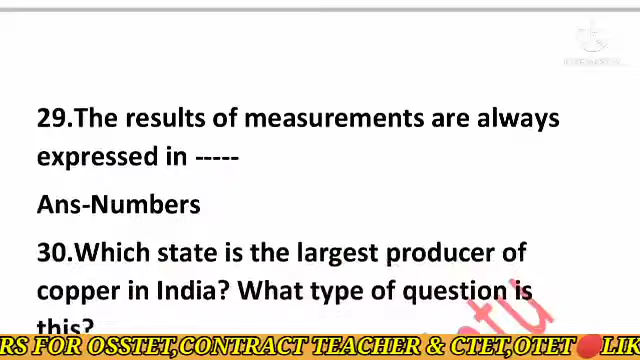 29.The results of measurements are always
expressed in -----
Ans-Numbers
30.Which state is the largest producer of
copper in India? What type of question is
this?
RS FOR OSSTET,CONTRACT TEACHER & CTET,OTET🔴LIK